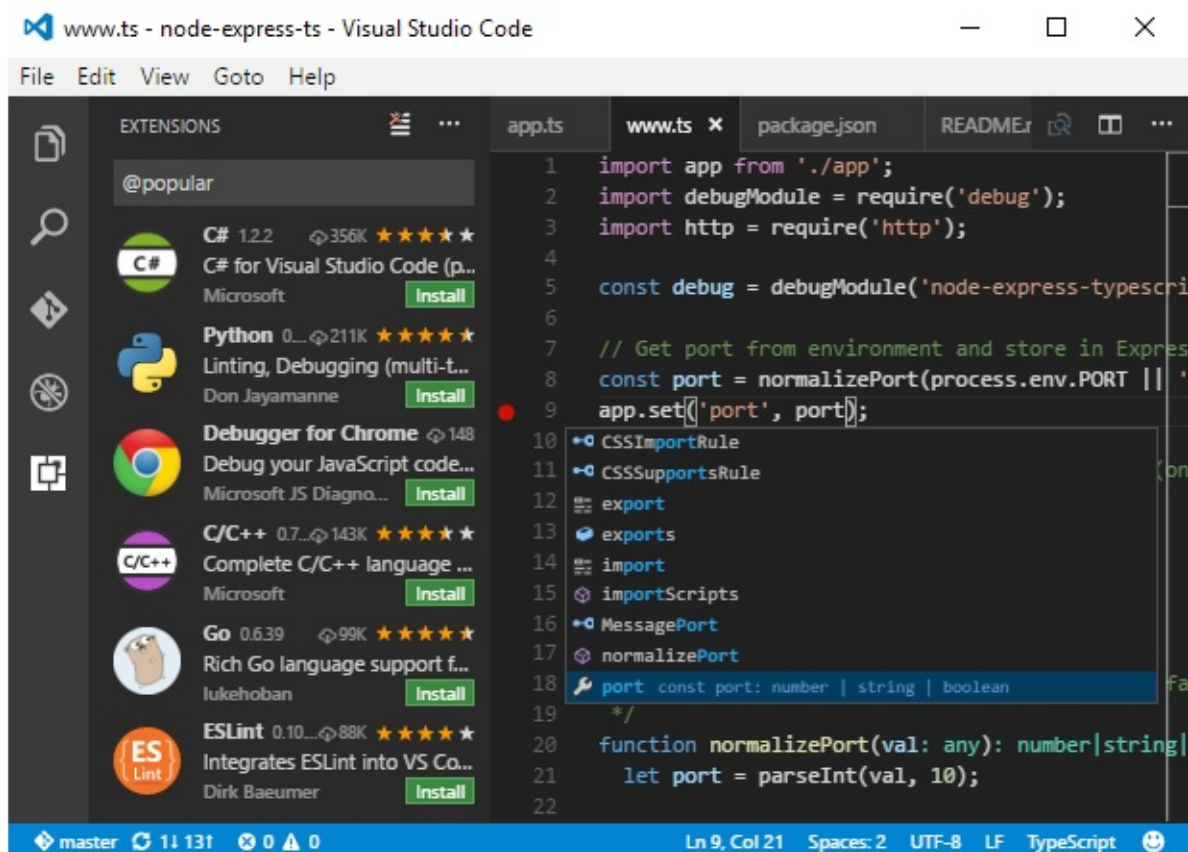 www.ts - node-express-ts - Visual Studio Code
File Edit View Goto Help
EXTENSIONS
@popular
C# 1.2.2 356K
C#
C# for Visual Studio Code (p...
Microsoft Install
Python 0.... 211K
Linting, Debugging (multi-t...
Don Jayamanne Install
Debugger for Chrome 148
Debug your JavaScript code...
Microsoft JS Diagno... Install
C/C++ 0.7... 143K
C/C++
Complete C/C++ language ...
Microsoft Install
Go 0.6.39 99K
Rich Go language support f...
lukehoban Install
ESLint 0.10... 88K
{ES}
Lint
Integrates ESLint into VS Co...
Dirk Baeumer Install
app.ts www.ts × package.json README.r ...
1 import app from './app';
2 import debugModule = require('debug');
3 import http = require('http');
4
5 const debug = debugModule('node-express-typescri
6
7 // Get port from environment and store in Expres
8 const port = normalizePort(process.env.PORT || '
9 app.set('port', port);
10 CSSImportRule
11 CSSSupportsRule (on
12 export
13 exports
14 import
15 importScripts
16 MessagePort
17 normalizePort
18 port const port: number | string | boolean fa
19 */
20 function normalizePort(val: any): number|string|
21 let port = parseInt(val, 10);
22
master 1↓ 13↑ 0 0 Ln 9, Col 21 Spaces: 2 UTF-8 LF TypeScript